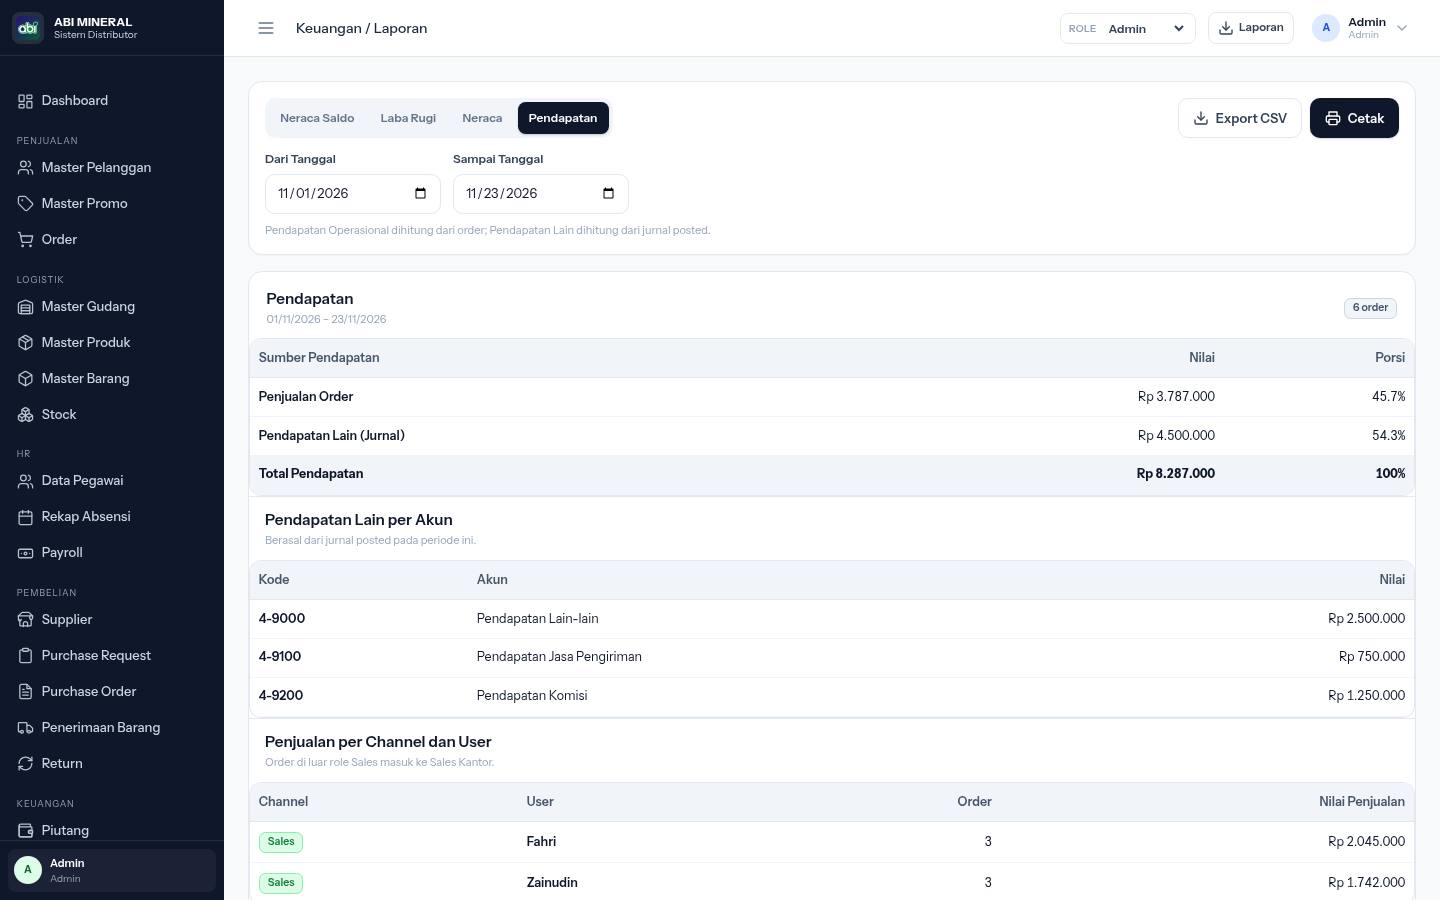 abi
ABI MINERAL
Sistem Distributor
Dashboard
PENJUALAN
Master Pelanggan
Master Promo
Order
LOGISTIK
Master Gudang
Master Produk
Master Barang
Stock
HR
Data Pegawai
Rekap Absensi
Payroll
PEMBELIAN
Supplier
Purchase Request
Purchase Order
Penerimaan Barang
Return
KEUANGAN
Piutang
A
Admin
Admin
Keuangan / Laporan
ROLE Admin
Laporan
A
Admin
Admin
Neraca Saldo Laba Rugi Neraca Pendapatan
Export CSV
Cetak
Dari Tanggal Sampai Tanggal
11/01/2026 11/23/2026
Pendapatan Operasional dihitung dari order; Pendapatan Lain dihitung dari jurnal posted.
Pendapatan
01/11/2026 – 23/11/2026
6 order
Sumber Pendapatan Nilai Porsi
Penjualan Order Rp 3.787.000 45.7%
Pendapatan Lain (Jurnal) Rp 4.500.000 54.3%
Total Pendapatan Rp 8.287.000 100%
Pendapatan Lain per Akun
Berasal dari jurnal posted pada periode ini.
Kode Akun Nilai
4-9000 Pendapatan Lain-lain Rp 2.500.000
4-9100 Pendapatan Jasa Pengiriman Rp 750.000
4-9200 Pendapatan Komisi Rp 1.250.000
Penjualan per Channel dan User
Order di luar role Sales masuk ke Sales Kantor.
Channel User Order Nilai Penjualan
Sales Fahri 3 Rp 2.045.000
Sales Zainudin 3 Rp 1.742.000